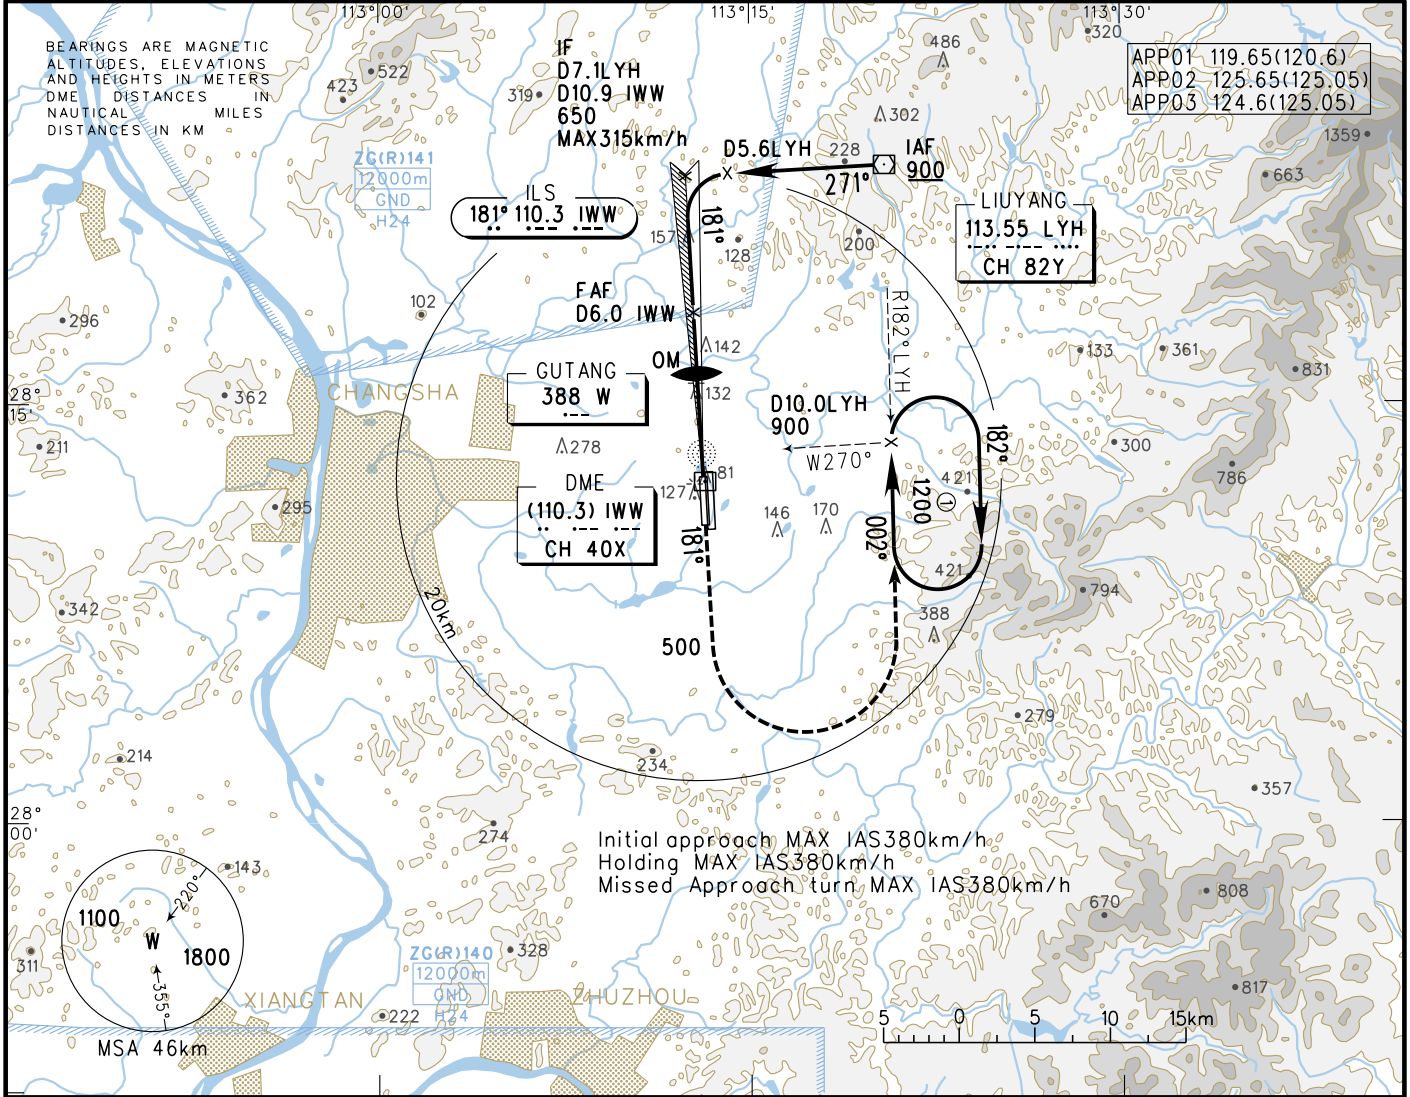 113°00'
113°15'
113°30'
BEARINGS ARE MAGNETIC
ALTITUDES, ELEVATIONS
AND HEIGHTS IN METERS
DME DISTANCES IN
NAUTICAL MILES
DISTANCES IN KM
522
423
319
IF
D7.1LYH
D10.9 IWW
650
MAX315km/h
486
302
320
APP01 119.65(120.6)
APP02 125.65(125.05)
APP03 124.6(125.05)
1359
663
ZG(R)141
12000m
GND
H24
D5.6LYH
228
271°
IAF
900
ILS
181° 110.3 IWW
·· ·-- ·--
LIUYANG
113.55 LYH
·-·· -·-- ····
CH 82Y
181°
157
128
200
800
300
300
102
296
FAF
D6.0 IWW
R182° LYH
142
OM
132
133
361
831
GUTANG
388 W
·--
CHANGSHA
28°
15'
362
211
D10.0LYH
900
W270°
182°
300
786
278
81
127
DME
(110.3) IWW
·· ·-- ·--
CH 40X
181°
146
170
421
1200
①
002°
421
295
342
20km
388
794
500
279
214
234
357
28°
00'
274
Initial approach MAX IAS380km/h
Holding MAX IAS380km/h
Missed Approach turn MAX IAS380km/h
143
220°
1100
W
1800
355°
MSA 46km
311
XIANGTAN
ZG(R)140
12000m
GND
H24
328
222
ZHUZHOU
670
808
817
5 0 5 10 15km